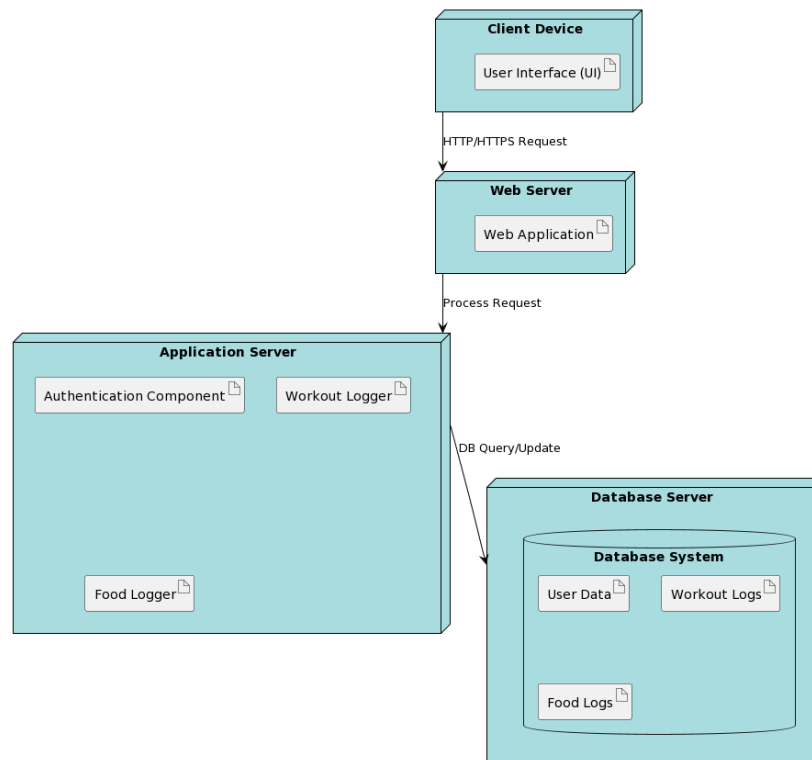 Client Device
User Interface (UI)
HTTP/HTTPS Request
Web Server
Web Application
Process Request
Application Server
Authentication Component
Workout Logger
Food Logger
DB Query/Update
Database Server
Database System
User Data
Workout Logs
Food Logs